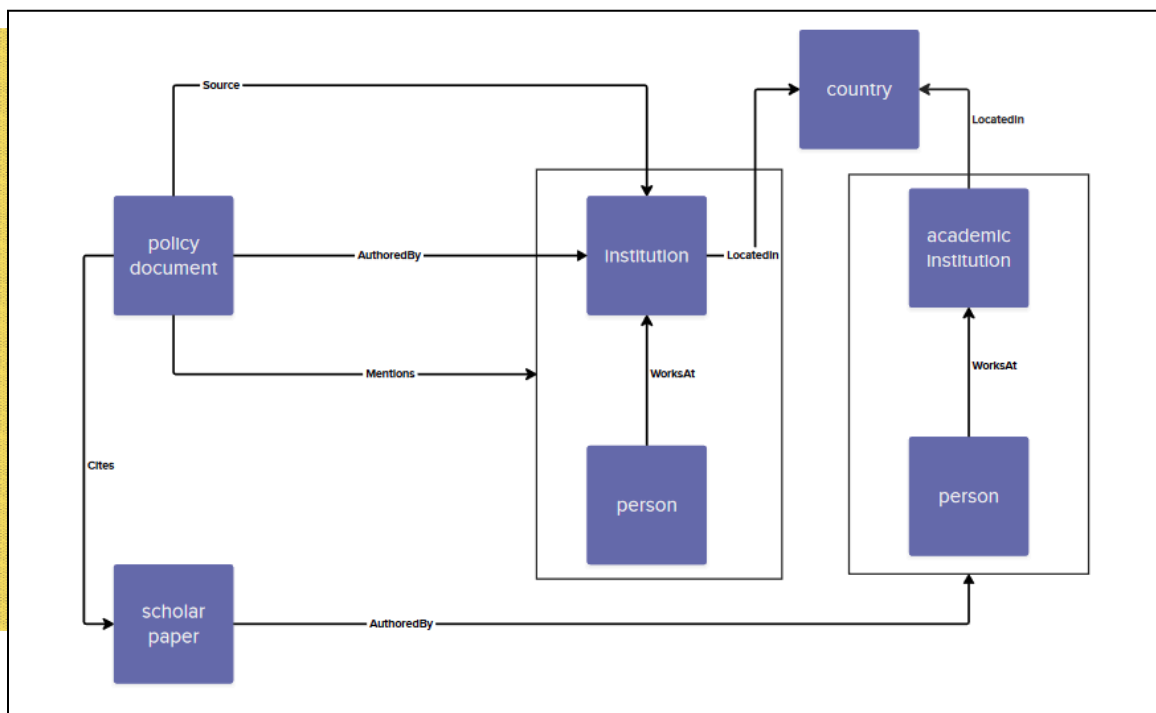 Source
country
LocatedIn
policy
document
AuthoredBy
institution
LocatedIn
academic
institution
Mentions
WorksAt
WorksAt
Cites
person
person
scholar
paper
AuthoredBy